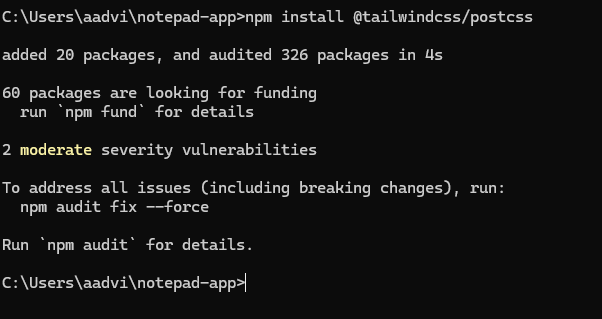 C:\Users\aadvi\notepad-app>npm install @tailwindcss/postcss
added 20 packages, and audited 326 packages in 4s
60 packages are looking for funding
  run `npm fund` for details
2 moderate severity vulnerabilities
To address all issues (including breaking changes), run:
  npm audit fix --force
Run `npm audit` for details.
C:\Users\aadvi\notepad-app>